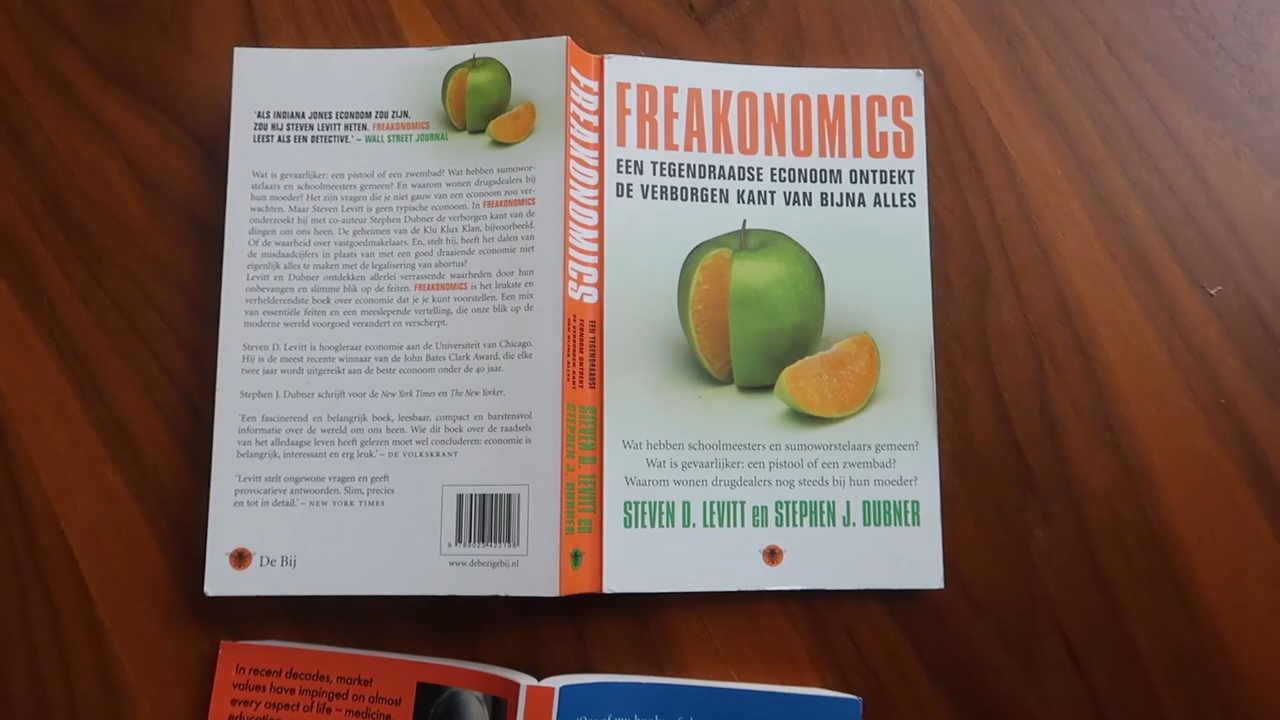 'ALS INDIANA JONES ECONOOM ZOU ZIJN,
ZOU HIJ STEVEN LEVITT HETEN. FREAKONOMICS
LEEST ALS EEN DETECTIVE.' – WALL STREET JOURNAL
Wat is gevaarlijker: een pistool of een zwembad? Wat hebben sumowor-
stelaars en schoolmeesters gemeen? En waarom wonen drugsdealers bij
hun moeder? Het zijn vragen die je niet gauw van een econoom zou ver-
wachten. Maar Steven Levitt is geen typische econoom. In FREAKONOMICS
onderzoekt hij met co-auteur Stephen Dubner de verborgen kant van de
dingen om ons heen. De geheimen van de Klu Klux Klan, bijvoorbeeld.
Of de waarheid over vastgoedmakelaars. En, stelt hij, heeft het dalen van
de misdaadcijfers in plaats van met een goed draaiende economie niet
eigenlijk alles te maken met de legalisering van abortus?
Levitt en Dubner ontdekken allerlei verrassende waarheden door hun
onbevangen en slimme blik op de feiten. FREAKONOMICS is het leukste en
verhelderendste boek over economie dat je je kunt voorstellen. Een mix
van essentiële feiten en een meeslepende vertelling, die onze blik op de
moderne wereld voorgoed verandert en verscherpt.
Steven D. Levitt is hoogleraar economie aan de Universiteit van Chicago.
Hij is de meest recente winnaar van de John Bates Clark Award, die elke
twee jaar wordt uitgereikt aan de beste econoom onder de 40 jaar.
Stephen J. Dubner schrijft voor de New York Times en The New Yorker.
'Een fascinerend en belangrijk boek, leesbaar, compact en barstensvol
informatie over de wereld om ons heen. Wie dit boek over de raadsels
van het alledaagse leven heeft gelezen moet wel concluderen: economie is
belangrijk, interessant en erg leuk.' – DE VOLKSKRANT
'Levitt stelt ongewone vragen en geeft
provocatieve antwoorden. Slim, precies
en tot in detail.' – NEW YORK TIMES
De Bij
www.debezigebij.nl
FREAKONOMICS
EEN TEGENDRAADSE
ECONOOM ONTDEKT
DE VERBORGEN KANT
VAN BIJNA ALLES
STEVEN D. LEVITT EN
STEPHEN J. DUBNER
FREAKONOMICS
EEN TEGENDRAADSE ECONOOM ONTDEKT
DE VERBORGEN KANT VAN BIJNA ALLES
Wat hebben schoolmeesters en sumoworstelaars gemeen?
Wat is gevaarlijker: een pistool of een zwembad?
Waarom wonen drugdealers nog steeds bij hun moeder?
STEVEN D. LEVITT en STEPHEN J. DUBNER
In recent decades, market
values have impinged on almost
every aspect of life – medicine,